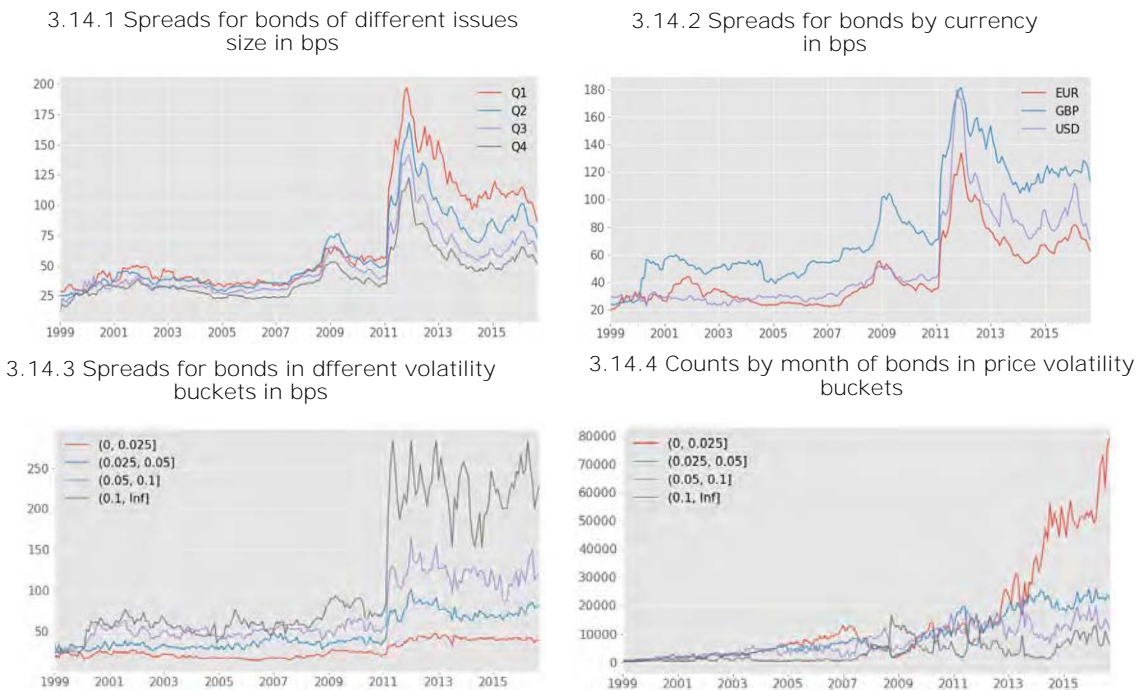 3.14.1 Spreads for bonds of different issues
size in bps
200
175
150
125
100
75
50
25
Q1
Q2
Q3
Q4
1999 2001 2003 2005 2007 2009 2011 2013 2015
3.14.2 Spreads for bonds by currency
in bps
180
160
140
120
100
80
60
40
20
EUR
GBP
USD
1999 2001 2003 2005 2007 2009 2011 2013 2015
3.14.3 Spreads for bonds in dfferent volatility
buckets in bps
250
200
150
100
50
(0, 0.025]
(0.025, 0.05]
(0.05, 0.1]
(0.1, Inf]
1999 2001 2003 2005 2007 2009 2011 2013 2015
3.14.4 Counts by month of bonds in price volatility
buckets
80000
70000
60000
50000
40000
30000
20000
10000
0
(0, 0.025]
(0.025, 0.05]
(0.05, 0.1]
(0.1, Inf]
1999 2001 2003 2005 2007 2009 2011 2013 2015